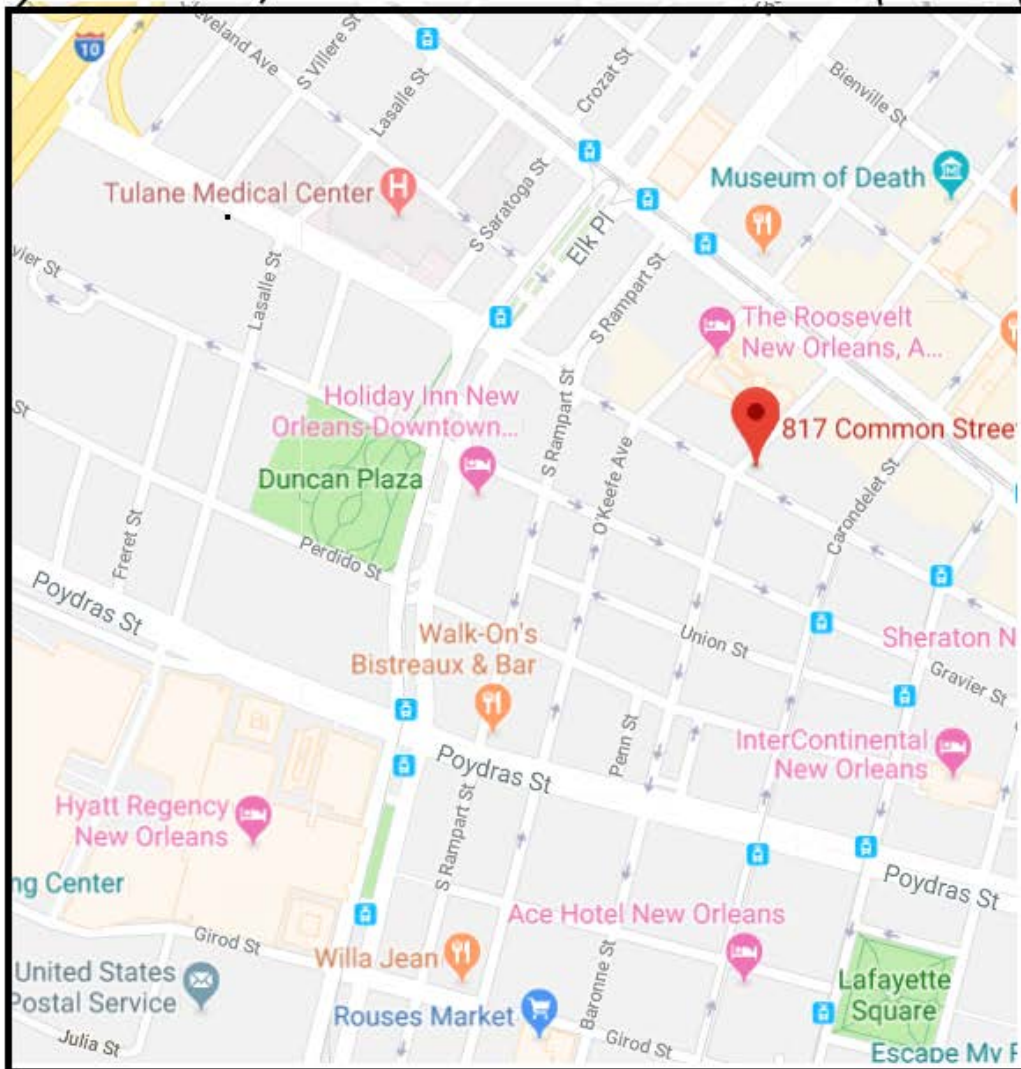 10
Cleveland Ave
S Villere St
Lasalle St
Crozat St
Bienville St
Tulane Medical Center
H
S Saratoga St
Elk Pl
Museum of Death
Lasalle St
S Rampart St
The Roosevelt
New Orleans, A...
Holiday Inn New
Orleans-Downtown...
S Rampart St
817 Common Stree
Duncan Plaza
O'Keefe Ave
Carondelet St
Freret St
Perdido St
Poydras St
Walk-On's
Bistreaux & Bar
Union St
Sheraton N
Gravier St
Penn St
InterContinental
New Orleans
Poydras St
Hyatt Regency
New Orleans
S Rampart St
Poydras St
ng Center
Ace Hotel New Orleans
Girod St
Willa Jean
Baronne St
Lafayette
Square
United States
Postal Service
Rouses Market
Girod St
Julia St
Escape My R